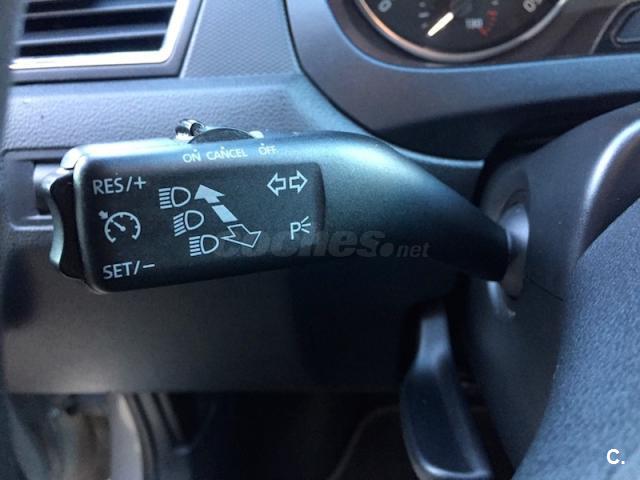 ON CANCEL OFF
RES/+
SET/-
P
coches.net
c.